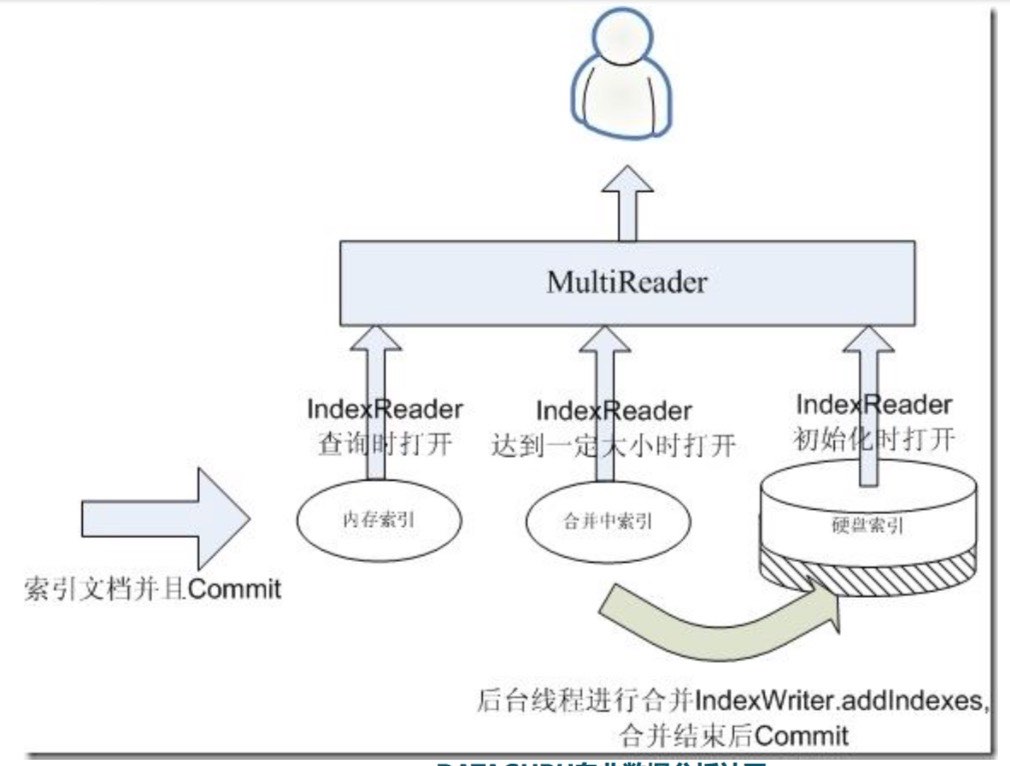 MultiReader
IndexReader
查询时打开
IndexReader
达到一定大小时打开
IndexReader
初始化时打开
内存索引
合并中索引
硬盘索引
索引文档并且Commit
后台线程进行合并IndexWriter.addIndexes,
合并结束后Commit